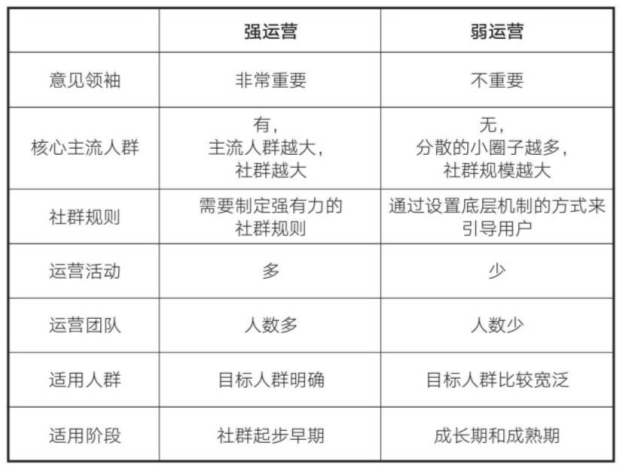 强运营 弱运营
意见领袖 非常重要 不重要
核心主流人群
有，
主流人群越大，
社群越大
无，
分散的小圈子越多，
社群规模越大
社群规则
需要制定强有力的
社群规则
通过设置底层机制的方式来
引导用户
运营活动 多 少
运营团队 人数多 人数少
适用人群 目标人群明确 目标人群比较宽泛
适用阶段 社群起步早期 成长期和成熟期